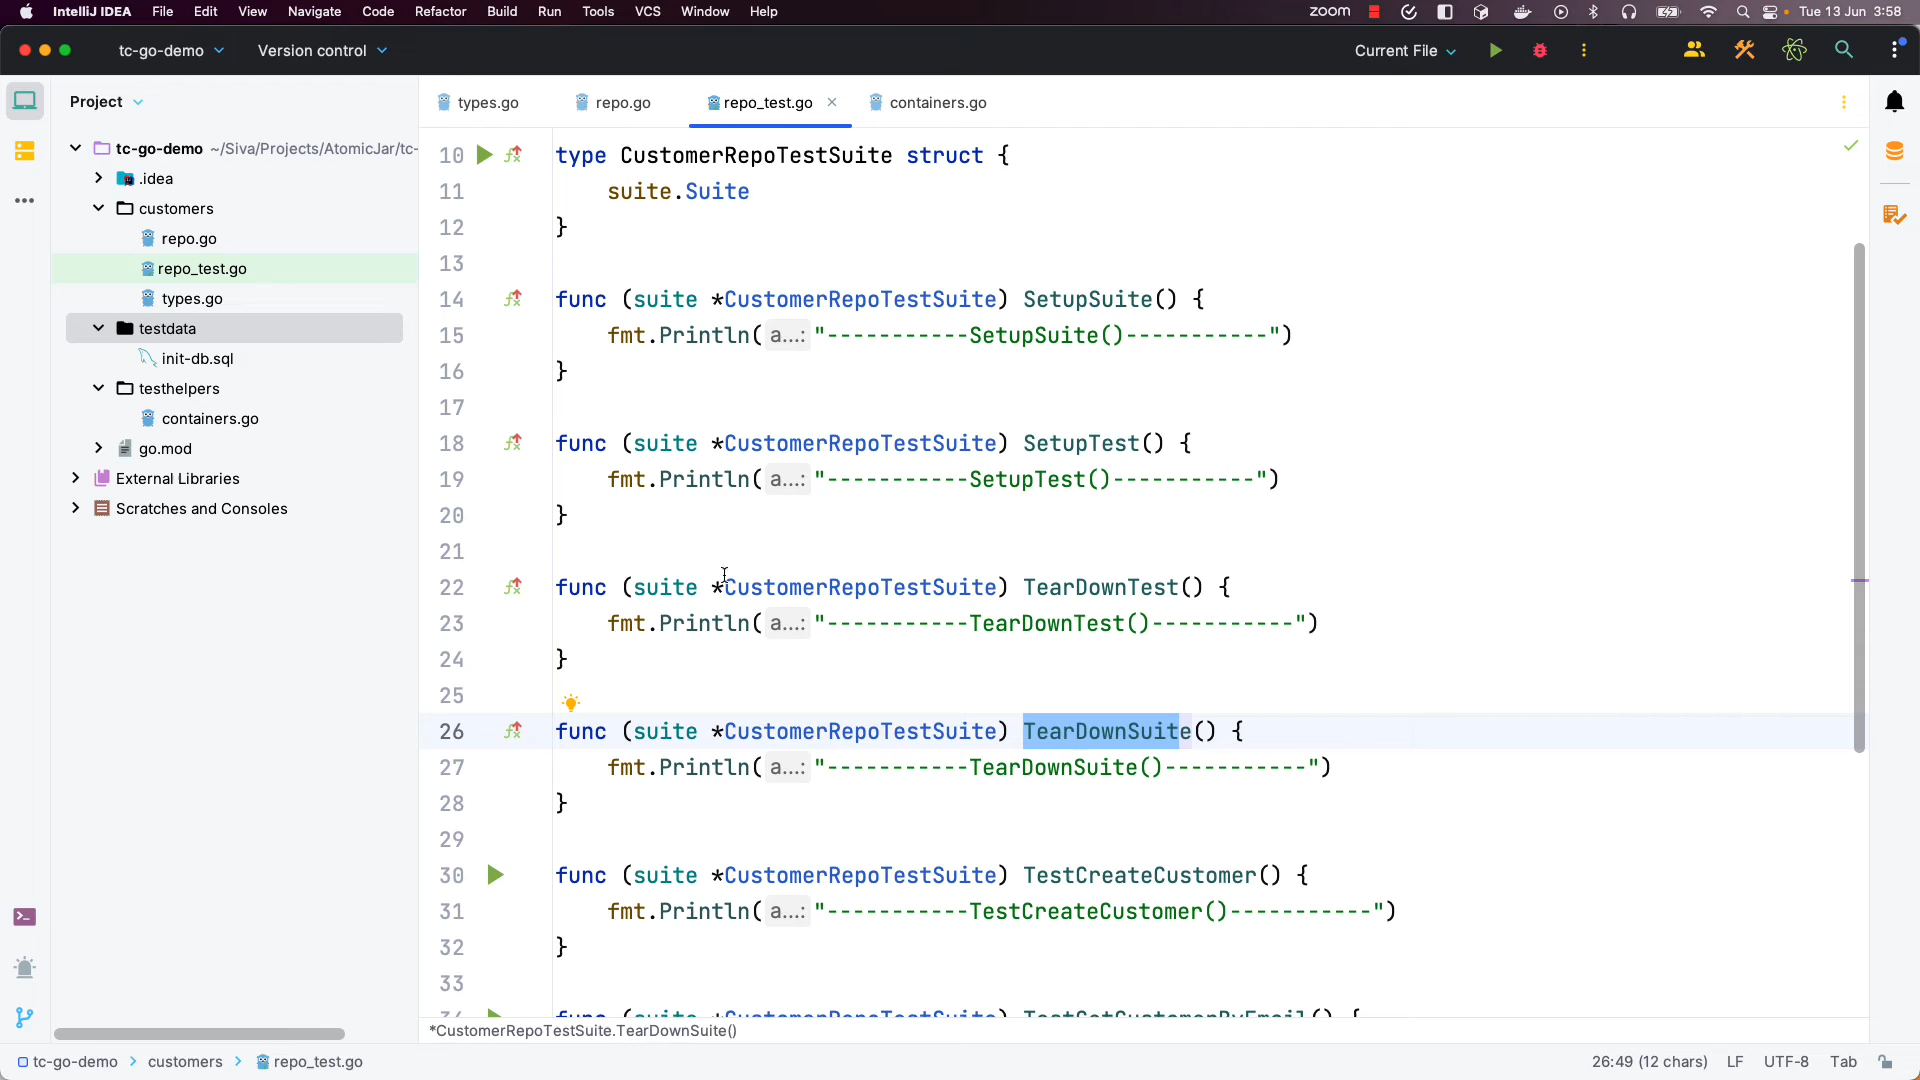 IntelliJ IDEA File Edit View Navigate Code Refactor Build Run Tools VCS Window Help zoom Tue 13 Jun 3:58
tc-go-demo Version control Current File
Project
types.go repo.go repo_test.go containers.go
tc-go-demo ~/Siva/Projects/AtomicJar/tc-
.idea
customers
repo.go
repo_test.go
types.go
testdata
init-db.sql
testhelpers
containers.go
go.mod
External Libraries
Scratches and Consoles
10 type CustomerRepoTestSuite struct {
11 suite.Suite
12 }
13
14 func (suite *CustomerRepoTestSuite) SetupSuite() {
15 fmt.Println( a...: "-----------SetupSuite()-----------")
16 }
17
18 func (suite *CustomerRepoTestSuite) SetupTest() {
19 fmt.Println( a...: "-----------SetupTest()-----------")
20 }
21
22 func (suite *CustomerRepoTestSuite) TearDownTest() {
23 fmt.Println( a...: "-----------TearDownTest()-----------")
24 }
25
26 func (suite *CustomerRepoTestSuite) TearDownSuite() {
27 fmt.Println( a...: "-----------TearDownSuite()-----------")
28 }
29
30 func (suite *CustomerRepoTestSuite) TestCreateCustomer() {
31 fmt.Println( a...: "-----------TestCreateCustomer()-----------")
32 }
33
34 func (suite *CustomerRepoTestSuite) TestGetCustomerByEmail() {
*CustomerRepoTestSuite.TearDownSuite()
tc-go-demo customers repo_test.go 26:49 (12 chars) LF UTF-8 Tab